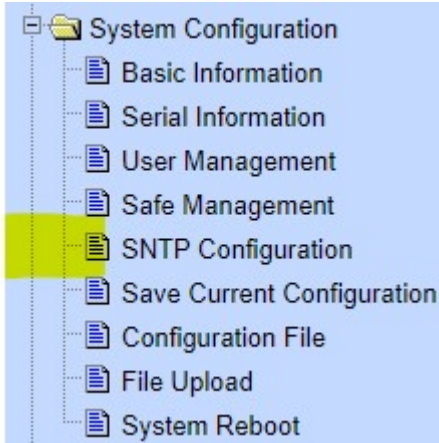 System Configuration
Basic Information
Serial Information
User Management
Safe Management
SNTP Configuration
Save Current Configuration
Configuration File
File Upload
System Reboot